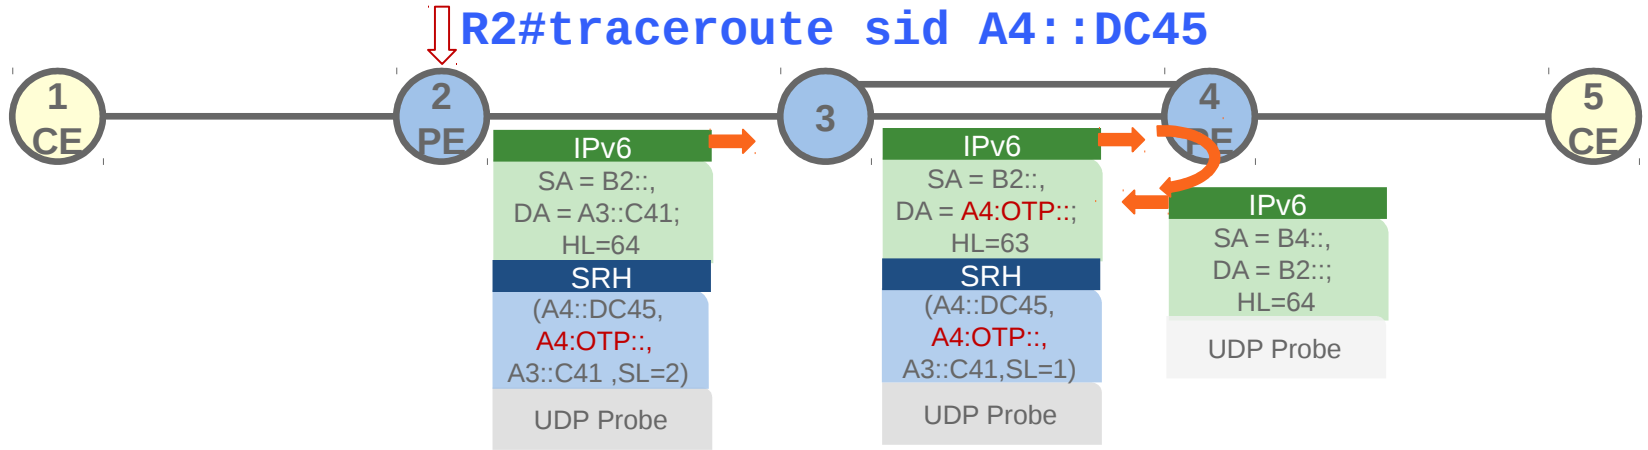 R2#traceroute sid A4::DC45
1
CE
2
PE
3
4
PE
5
CE
IPv6
SA = B2::,
DA = A3::C41;
HL=64
SRH
(A4::DC45,
A4:OTP::,
A3::C41 ,SL=2)
UDP Probe
IPv6
SA = B2::,
DA = A4:OTP::;
HL=63
SRH
(A4::DC45,
A4:OTP::,
A3::C41,SL=1)
UDP Probe
IPv6
SA = B4::,
DA = B2::;
HL=64
UDP Probe